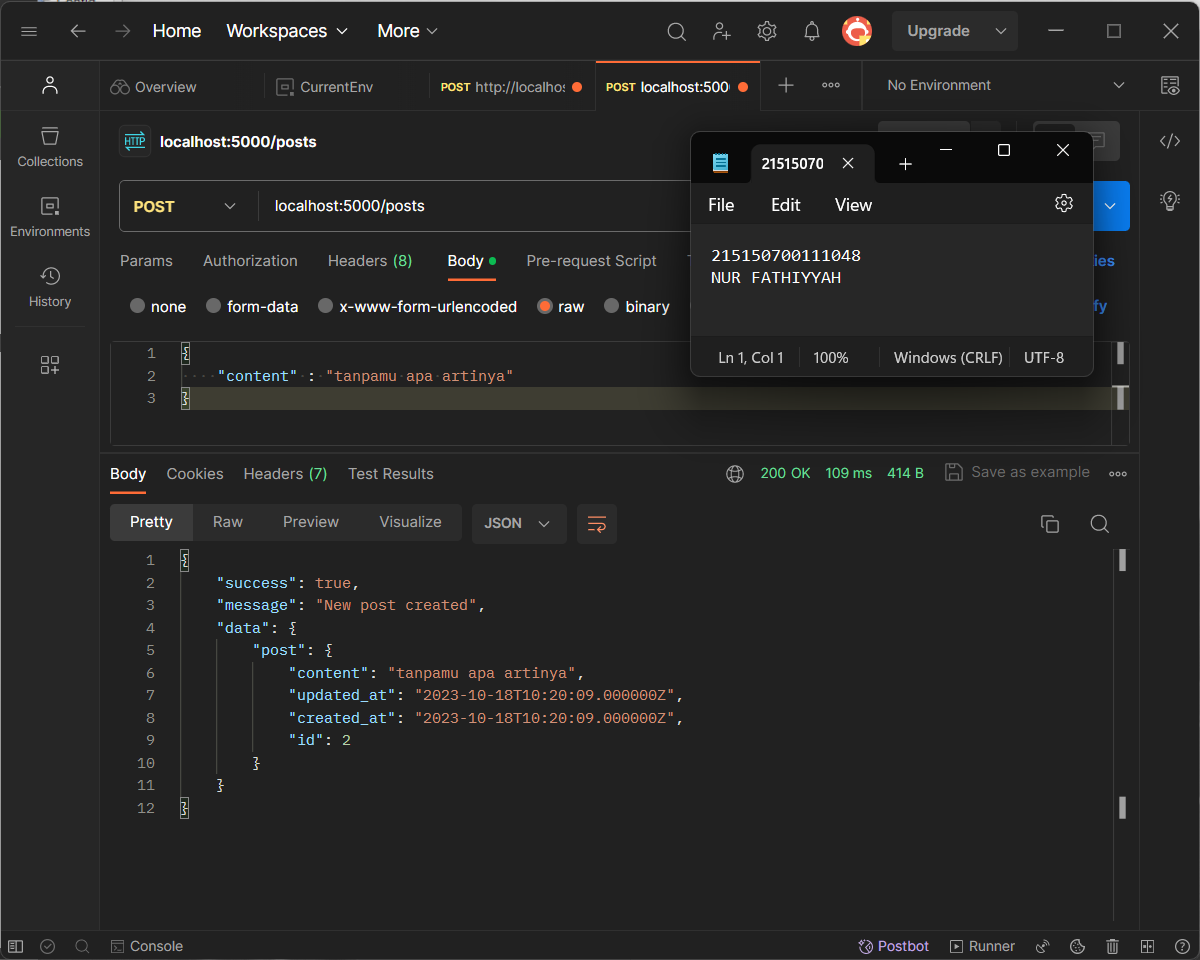 Home Workspaces More Upgrade
Overview CurrentEnv POST http://localhos POST localhost:500 No Environment
HTTP localhost:5000/posts
Collections
Environments
History
POST localhost:5000/posts
Params Authorization Headers (8) Body Pre-request Script
none form-data x-www-form-urlencoded raw binary
1 {
2 "content" : "tanpamu apa artinya"
3 }
21515070
File Edit View
215150700111048
NUR FATHIYYAH
Ln 1, Col 1 100% Windows (CRLF) UTF-8
Body Cookies Headers (7) Test Results 200 OK 109 ms 414 B Save as example
Pretty Raw Preview Visualize JSON
1 {
2 "success": true,
3 "message": "New post created",
4 "data": {
5 "post": {
6 "content": "tanpamu apa artinya",
7 "updated_at": "2023-10-18T10:20:09.000000Z",
8 "created_at": "2023-10-18T10:20:09.000000Z",
9 "id": 2
10 }
11 }
12 }
Console Postbot Runner